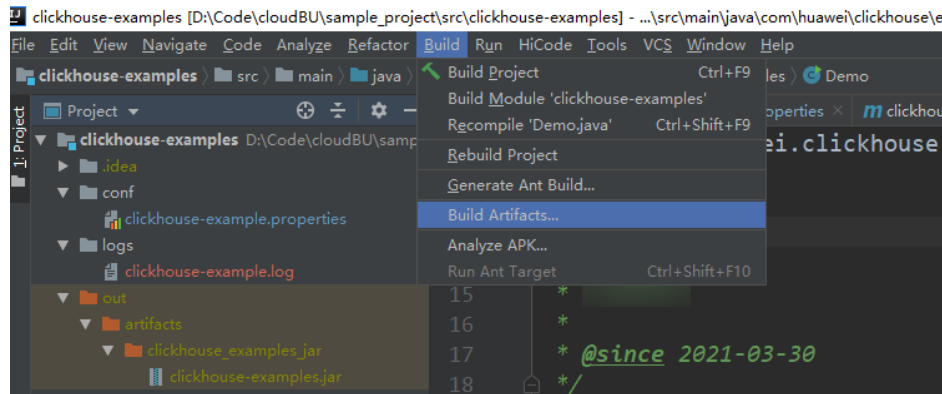 clickhouse-examples [D:\Code\cloudBU\sample_project\src\clickhouse-examples] - ...\src\main\java\com\huawei\clickhouse\e
File Edit View Navigate Code Analyze Refactor Build Run HiCode Tools VCS Window Help
clickhouse-examples src main java les Demo
Build Project Ctrl+F9
Build Module 'clickhouse-examples'
Recompile 'Demo.java' Ctrl+Shift+F9
Rebuild Project
Generate Ant Build...
Build Artifacts...
Analyze APK...
Run Ant Target Ctrl+Shift+F10
1: Project
Project
operties clickhou
clickhouse-examples D:\Code\cloudBU\samp
ei.clickhouse
.idea
conf
clickhouse-example.properties
logs
clickhouse-example.log
out
artifacts
clickhouse_examples_jar
clickhouse-examples.jar
15 *
16 *
17 * @since 2021-03-30
18 */